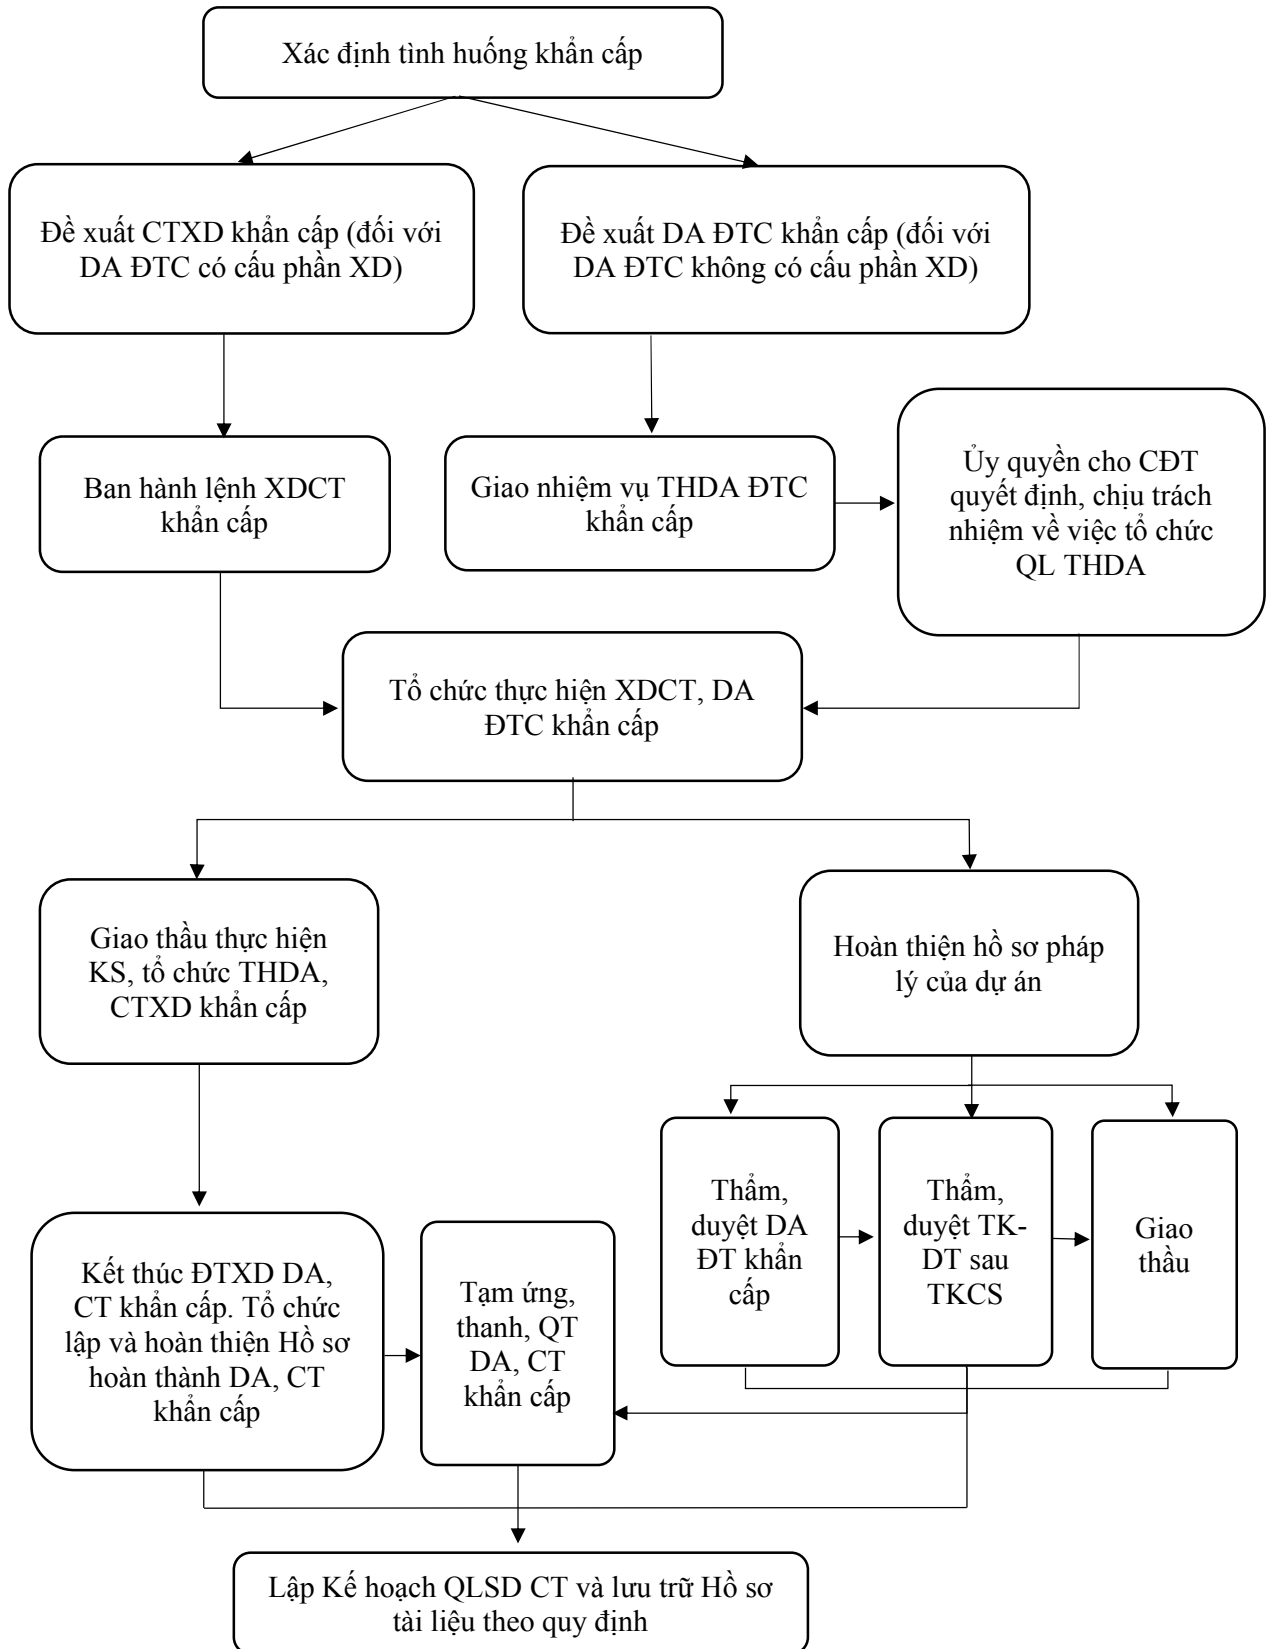 Xác định tình huống khẩn cấp
Đề xuất CTXD khẩn cấp (đối với
DA ĐTC có cấu phần XD)
Đề xuất DA ĐTC khẩn cấp (đối với
DA ĐTC không có cấu phần XD)
Ban hành lệnh XDCT
khẩn cấp
Giao nhiệm vụ THDA ĐTC
khẩn cấp
Ủy quyền cho CĐT
quyết định, chịu trách
nhiệm về việc tổ chức
QL THDA
Tổ chức thực hiện XDCT, DA
ĐTC khẩn cấp
Giao thầu thực hiện
KS, tổ chức THDA,
CTXD khẩn cấp
Hoàn thiện hồ sơ pháp
lý của dự án
Thẩm,
duyệt DA
ĐT khẩn
cấp
Thẩm,
duyệt TK-
DT sau
TKCS
Giao
thầu
Kết thúc ĐTXD DA,
CT khẩn cấp. Tổ chức
lập và hoàn thiện Hồ sơ
hoàn thành DA, CT
khẩn cấp
Tạm ứng,
thanh, QT
DA, CT
khẩn cấp
Lập Kế hoạch QLSD CT và lưu trữ Hồ sơ
tài liệu theo quy định